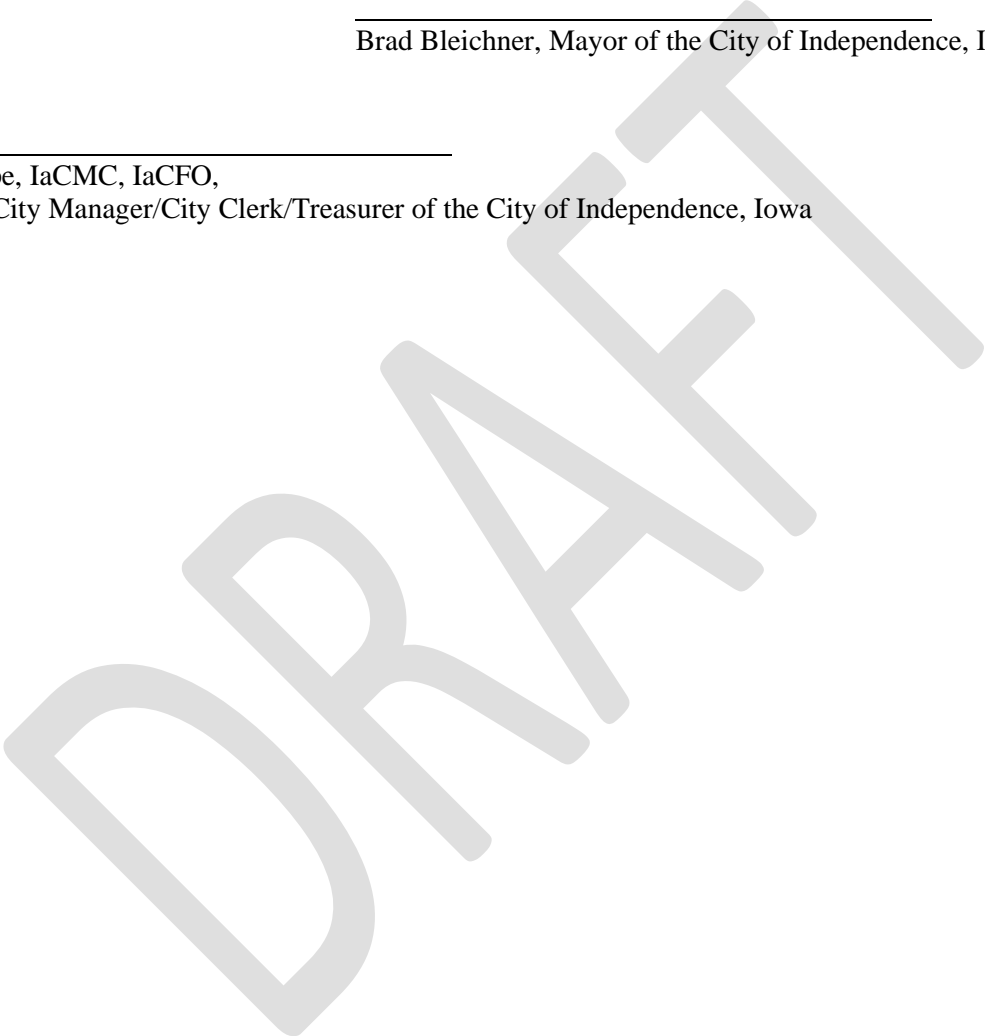 Brad Bleichner, Mayor of the City of Independence, I
e, IaCMC, IaCFO,
City Manager/City Clerk/Treasurer of the City of Independence, Iowa
DRAFT